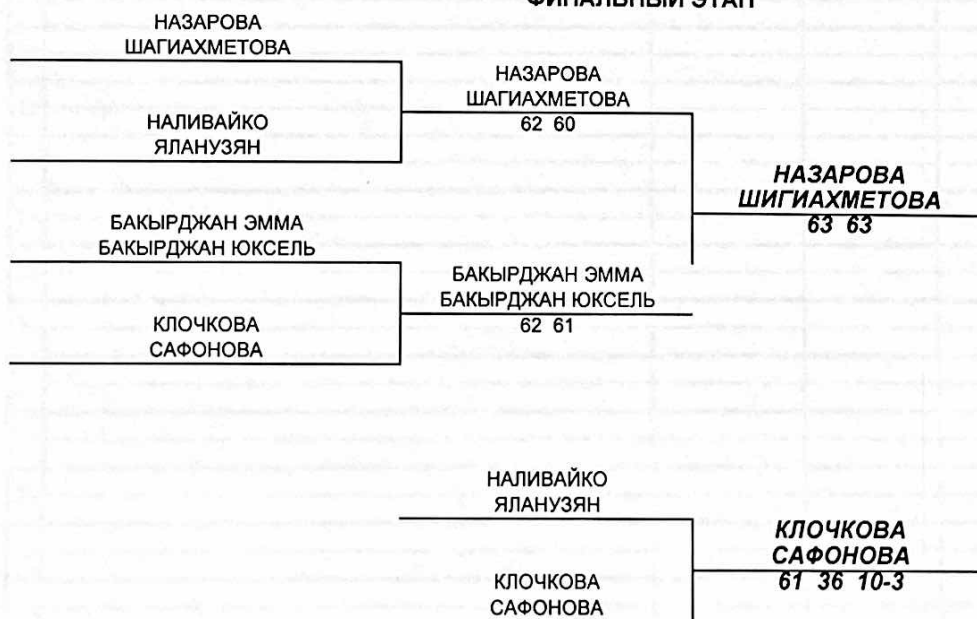 ФИНАЛЬНЫЙ ЭТАП
НАЗАРОВА
ШАГИАХМЕТОВА
НАЛИВАЙКО
ЯЛАНУЗЯН
БАКЫРДЖАН ЭММА
БАКЫРДЖАН ЮКСЕЛЬ
КЛОЧКОВА
САФОНОВА
НАЗАРОВА
ШАГИАХМЕТОВА
62 60
БАКЫРДЖАН ЭММА
БАКЫРДЖАН ЮКСЕЛЬ
62 61
НАЗАРОВА
ШИГИАХМЕТОВА
63 63
НАЛИВАЙКО
ЯЛАНУЗЯН
КЛОЧКОВА
САФОНОВА
КЛОЧКОВА
САФОНОВА
61 36 10-3